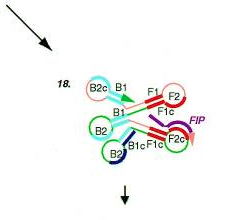 18.
B2c B1 F1 F2
B1 F1c
FIP
B2 F2c
B2 B1c F1c